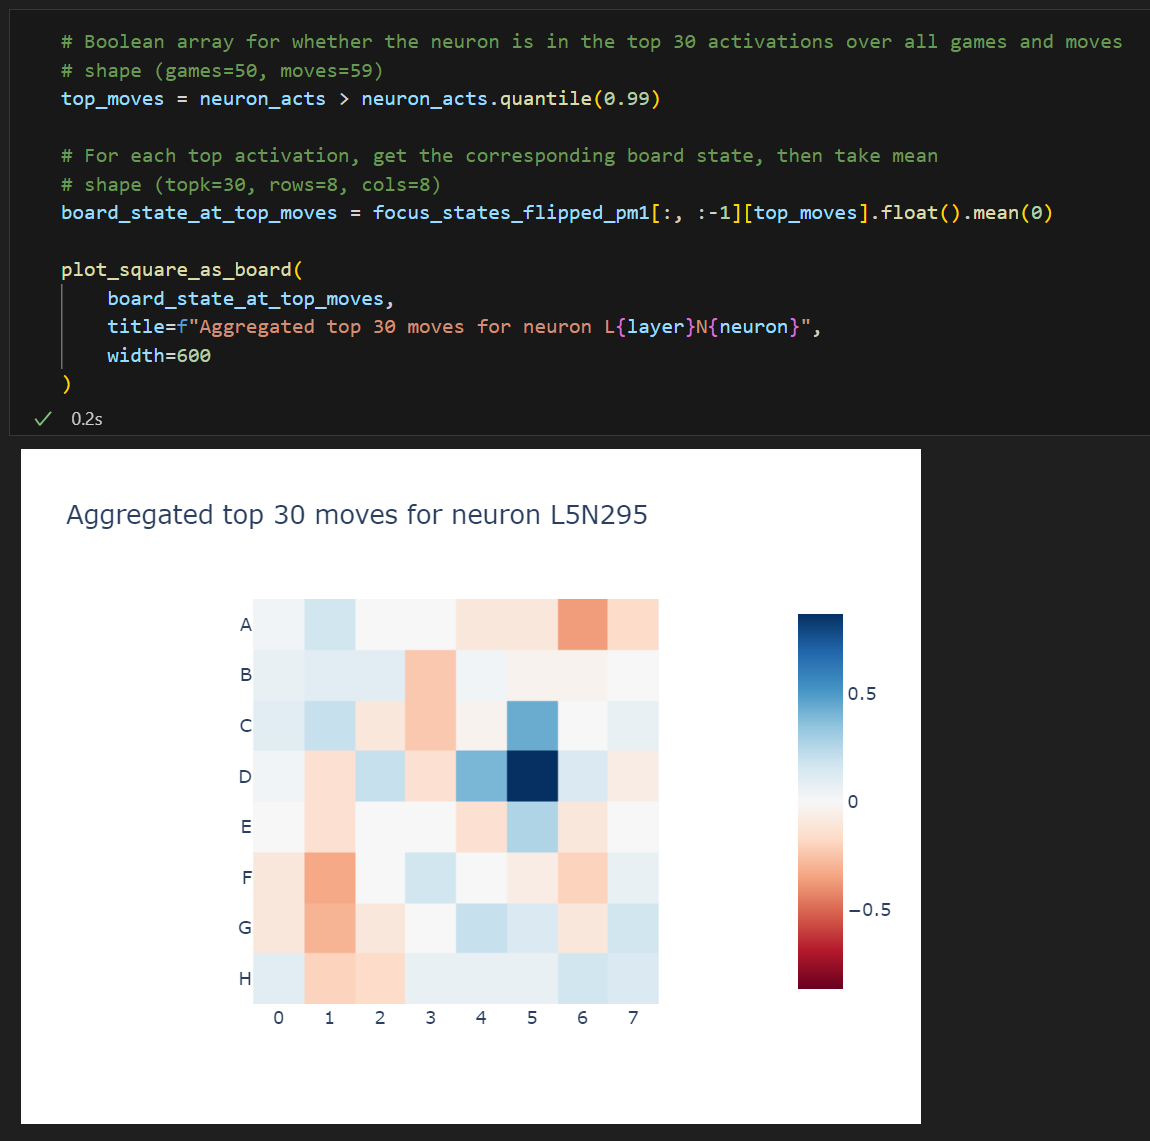 # Boolean array for whether the neuron is in the top 30 activations over all games and moves
# shape (games=50, moves=59)
top_moves = neuron_acts > neuron_acts.quantile(0.99)
# For each top activation, get the corresponding board state, then take mean
# shape (topk=30, rows=8, cols=8)
board_state_at_top_moves = focus_states_flipped_pm1[:, :-1][top_moves].float().mean(0)
plot_square_as_board(
    board_state_at_top_moves,
    title=f"Aggregated top 30 moves for neuron L{layer}N{neuron}",
    width=600
)
✓ 0.2s
Aggregated top 30 moves for neuron L5N295
A
B
C
D
E
F
G
H
0 1 2 3 4 5 6 7
0.5
0
−0.5